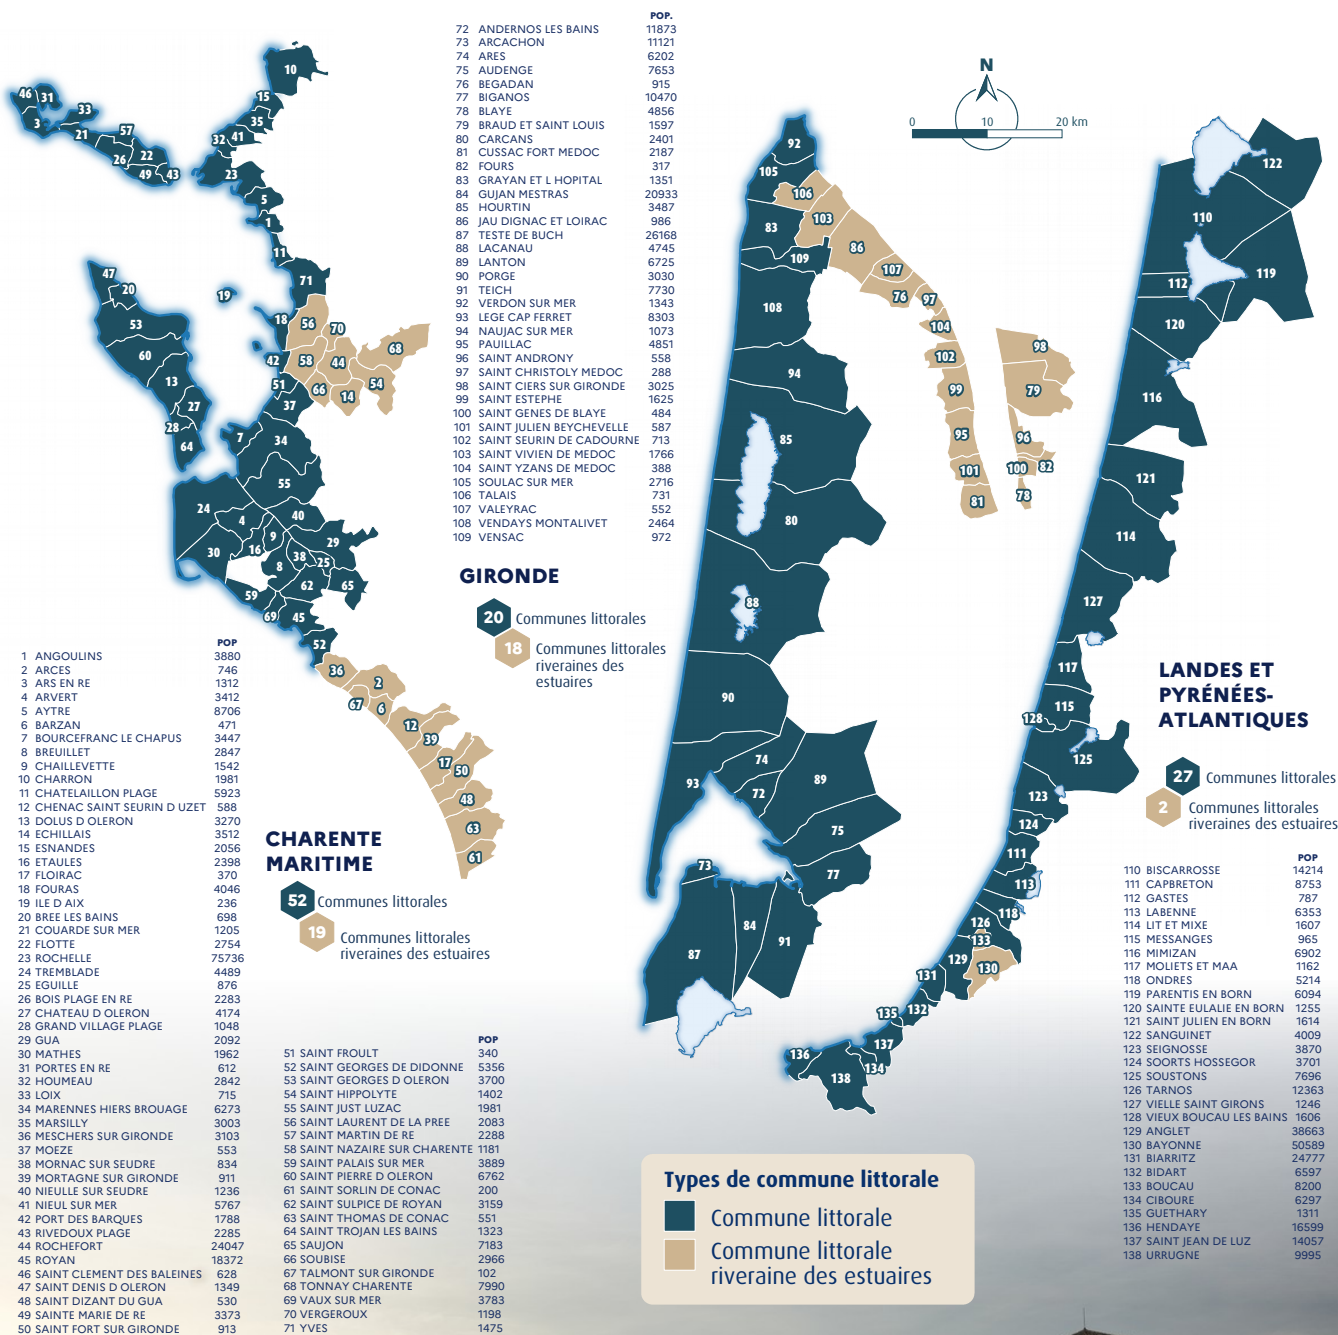 POP.
72 ANDERNOS LES BAINS 11873
73 ARCACHON 11121
74 ARES 6202
75 AUDENGE 7653
76 BEGADAN 915
77 BIGANOS 10470
78 BLAYE 4856
79 BRAUD ET SAINT LOUIS 1597
80 CARCANS 2401
81 CUSSAC FORT MEDOC 2187
82 FOURS 317
83 GRAYAN ET L HOPITAL 1351
84 GUJAN MESTRAS 20933
85 HOURTIN 3487
86 JAU DIGNAC ET LOIRAC 986
87 TESTE DE BUCH 26168
88 LACANAU 4745
89 LANTON 6725
90 PORGE 3030
91 TEICH 7730
92 VERDON SUR MER 1343
93 LEGE CAP FERRET 8303
94 NAUJAC SUR MER 1073
95 PAUILLAC 4851
96 SAINT ANDRONY 558
97 SAINT CHRISTOLY MEDOC 288
98 SAINT CIERS SUR GIRONDE 3025
99 SAINT ESTEPHE 1625
100 SAINT GENES DE BLAYE 484
101 SAINT JULIEN BEYCHEVELLE 587
102 SAINT SEURIN DE CADOURNE 713
103 SAINT VIVIEN DE MEDOC 1766
104 SAINT YZANS DE MEDOC 388
105 SOULAC SUR MER 2716
106 TALAIS 731
107 VALEYRAC 552
108 VENDAYS MONTALIVET 2464
109 VENSAC 972
GIRONDE
20 Communes littorales
18 Communes littorales
riveraines des
estuaires
N
0 10 20 km
POP
1 ANGOULINS 3880
2 ARCES 746
3 ARS EN RE 1312
4 ARVERT 3412
5 AYTRE 8706
6 BARZAN 471
7 BOURCEFRANC LE CHAPUS 3447
8 BREUILLET 2847
9 CHAILLEVETTE 1542
10 CHARRON 1981
11 CHATELAILLON PLAGE 5923
12 CHENAC SAINT SEURIN D UZET 588
13 DOLUS D OLERON 3270
14 ECHILLAIS 3512
15 ESNANDES 2056
16 ETAULES 2398
17 FLOIRAC 370
18 FOURAS 4046
19 ILE D AIX 236
20 BREE LES BAINS 698
21 COUARDE SUR MER 1205
22 FLOTTE 2754
23 ROCHELLE 75736
24 TREMBLADE 4489
25 EGUILLE 876
26 BOIS PLAGE EN RE 2283
27 CHATEAU D OLERON 4174
28 GRAND VILLAGE PLAGE 1048
29 GUA 2092
30 MATHES 1962
31 PORTES EN RE 612
32 HOUMEAU 2842
33 LOIX 715
34 MARENNES HIERS BROUAGE 6273
35 MARSILLY 3003
36 MESCHERS SUR GIRONDE 3103
37 MOEZE 553
38 MORNAC SUR SEUDRE 834
39 MORTAGNE SUR GIRONDE 911
40 NIEULLE SUR SEUDRE 1236
41 NIEUL SUR MER 5767
42 PORT DES BARQUES 1788
43 RIVEDOUX PLAGE 2285
44 ROCHEFORT 24047
45 ROYAN 18372
46 SAINT CLEMENT DES BALEINES 628
47 SAINT DENIS D OLERON 1349
48 SAINT DIZANT DU GUA 530
49 SAINTE MARIE DE RE 3373
50 SAINT FORT SUR GIRONDE 913
CHARENTE
MARITIME
52 Communes littorales
19 Communes littorales
riveraines des estuaires
POP
51 SAINT FROULT 340
52 SAINT GEORGES DE DIDONNE 5356
53 SAINT GEORGES D OLERON 3700
54 SAINT HIPPOLYTE 1402
55 SAINT JUST LUZAC 1981
56 SAINT LAURENT DE LA PREE 2083
57 SAINT MARTIN DE RE 2288
58 SAINT NAZAIRE SUR CHARENTE 1181
59 SAINT PALAIS SUR MER 3889
60 SAINT PIERRE D OLERON 6762
61 SAINT SORLIN DE CONAC 200
62 SAINT SULPICE DE ROYAN 3159
63 SAINT THOMAS DE CONAC 551
64 SAINT TROJAN LES BAINS 1323
65 SAUJON 7183
66 SOUBISE 2966
67 TALMONT SUR GIRONDE 102
68 TONNAY CHARENTE 7990
69 VAUX SUR MER 3783
70 VERGEROUX 1198
71 YVES 1475
LANDES ET
PYRÉNÉES-
ATLANTIQUES
27 Communes littorales
2 Communes littorales
riveraines des estuaires
POP
110 BISCARROSSE 14214
111 CAPBRETON 8753
112 GASTES 787
113 LABENNE 6353
114 LIT ET MIXE 1607
115 MESSANGES 965
116 MIMIZAN 6902
117 MOLIETS ET MAA 1162
118 ONDRES 5214
119 PARENTIS EN BORN 6094
120 SAINTE EULALIE EN BORN 1255
121 SAINT JULIEN EN BORN 1614
122 SANGUINET 4009
123 SEIGNOSSE 3870
124 SOORTS HOSSEGOR 3701
125 SOUSTONS 7696
126 TARNOS 12363
127 VIELLE SAINT GIRONS 1246
128 VIEUX BOUCAU LES BAINS 1606
129 ANGLET 38663
130 BAYONNE 50589
131 BIARRITZ 24777
132 BIDART 6597
133 BOUCAU 8200
134 CIBOURE 6297
135 GUETHARY 1311
136 HENDAYE 16599
137 SAINT JEAN DE LUZ 14057
138 URRUGNE 9995
Types de commune littorale
Commune littorale
Commune littorale
riveraine des estuaires